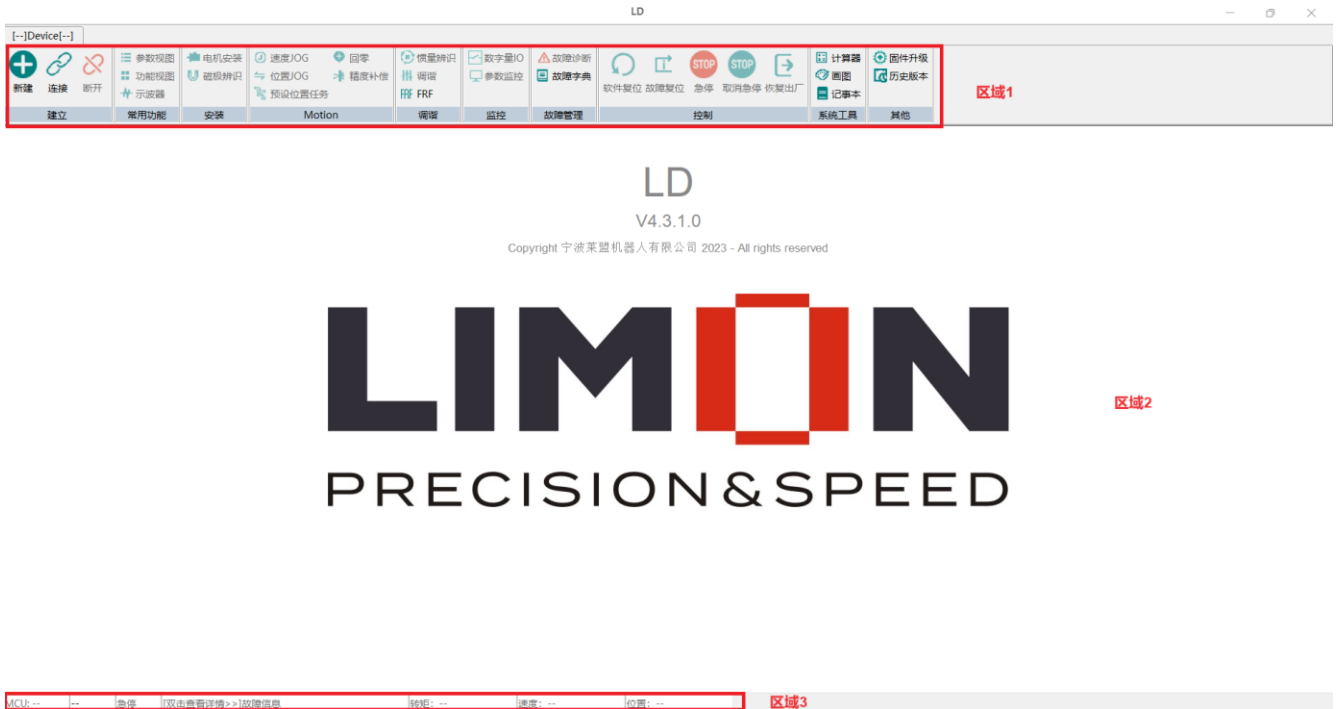 LD
[--]Device[--]
新建 连接 断开
建立
参数视图
功能视图
示波器
常用功能
电机安装
磁极辨识
安装
速度JOG 回零
位置JOG 精度补偿
预设位置任务
Motion
惯量辨识
调谐
FRF FRF
调谐
数字量IO
参数监控
监控
故障诊断
故障字典
故障管理
STOP STOP
软件复位 故障复位 急停 取消急停 恢复出厂
控制
计算器
画图
记事本
系统工具
固件升级
历史版本
其他
区域1
LD
V4.3.1.0
Copyright 宁波莱盟机器人有限公司 2023 - All rights reserved
LIMON
PRECISION&SPEED
区域2
MCU: -- -- 急停 [双击查看详情>>]故障信息 转矩: -- 速度: -- 位置: --
区域3